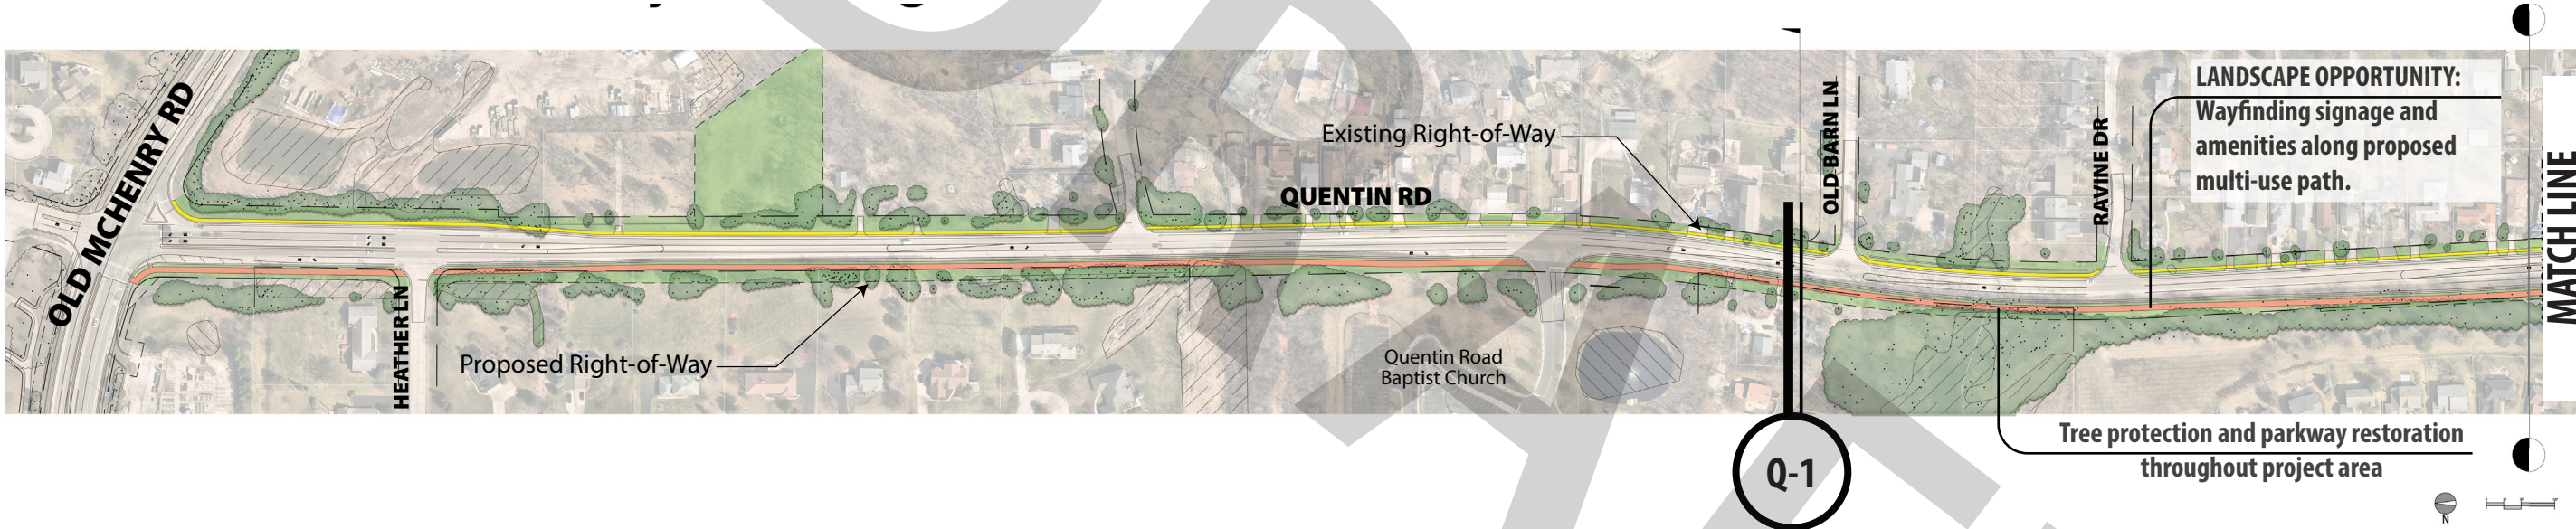 OLD MCHENRY RD
HEATHER LN
Proposed Right-of-Way
Existing Right-of-Way
QUENTIN RD
Quentin Road
Baptist Church
OLD BARN LN
RAVINE DR
LANDSCAPE OPPORTUNITY:
Wayfinding signage and
amenities along proposed
multi-use path.
MATCH LINE
Q-1
Tree protection and parkway restoration
throughout project area
N